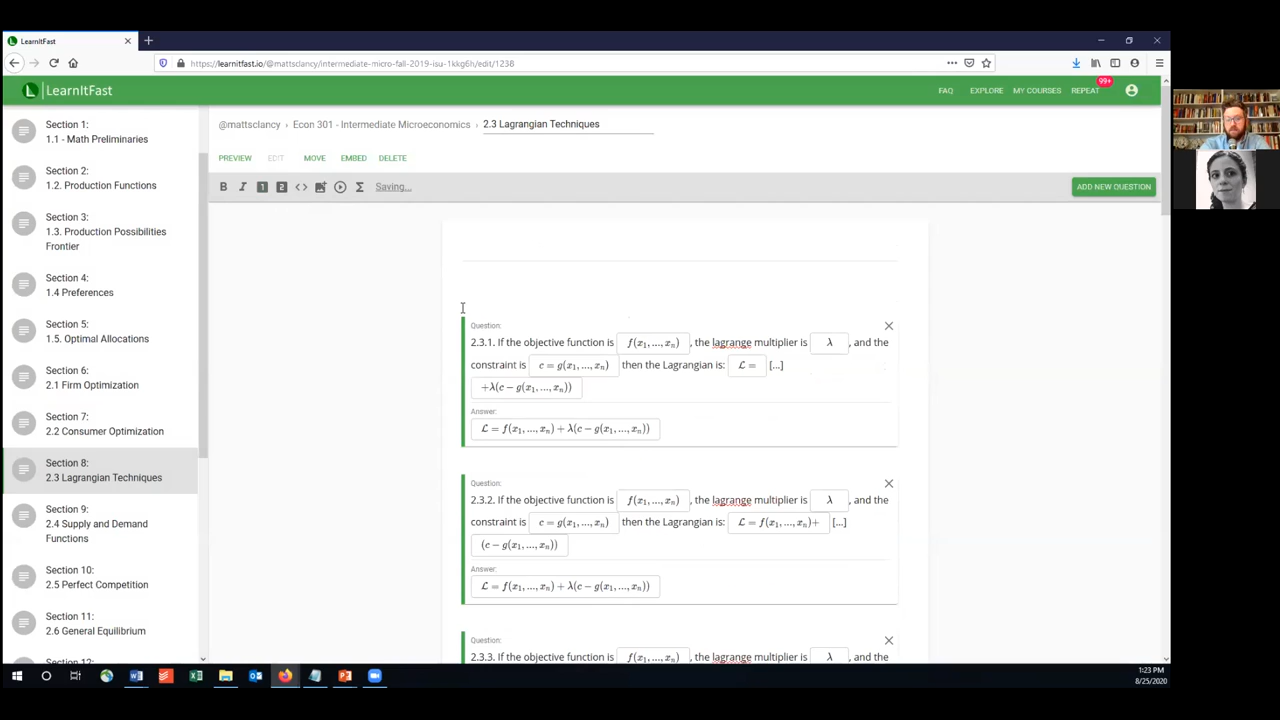 LearnItFast
https://learnitfast.io/@mattsclancy/intermediate-micro-fall-2019-isu-1kkg6h/edit/1238
LearnItFast
FAQ EXPLORE MY COURSES REPEAT 99+
Section 1:
1.1 - Math Preliminaries
Section 2:
1.2. Production Functions
Section 3:
1.3. Production Possibilities
Frontier
Section 4:
1.4 Preferences
Section 5:
1.5. Optimal Allocations
Section 6:
2.1 Firm Optimization
Section 7:
2.2 Consumer Optimization
Section 8:
2.3 Lagrangian Techniques
Section 9:
2.4 Supply and Demand
Functions
Section 10:
2.5 Perfect Competition
Section 11:
2.6 General Equilibrium
Section 12:
@mattsclancy › Econ 301 - Intermediate Microeconomics › 2.3 Lagrangian Techniques
PREVIEW EDIT MOVE EMBED DELETE
B I 1 2 <> Σ Saving... ADD NEW QUESTION
Question:
2.3.1. If the objective function is f(x₁, ..., xₙ) , the lagrange multiplier is λ , and the
constraint is c = g(x₁, ..., xₙ) then the Lagrangian is: ℒ = [...]
+λ(c − g(x₁, ..., xₙ))
Answer:
ℒ = f(x₁, ..., xₙ) + λ(c − g(x₁, ..., xₙ))
Question:
2.3.2. If the objective function is f(x₁, ..., xₙ) , the lagrange multiplier is λ , and the
constraint is c = g(x₁, ..., xₙ) then the Lagrangian is: ℒ = f(x₁, ..., xₙ)+ [...]
(c − g(x₁, ..., xₙ))
Answer:
ℒ = f(x₁, ..., xₙ) + λ(c − g(x₁, ..., xₙ))
Question:
2.3.3. If the objective function is f(x₁, ..., xₙ) , the lagrange multiplier is λ , and the
1:23 PM
8/25/2020